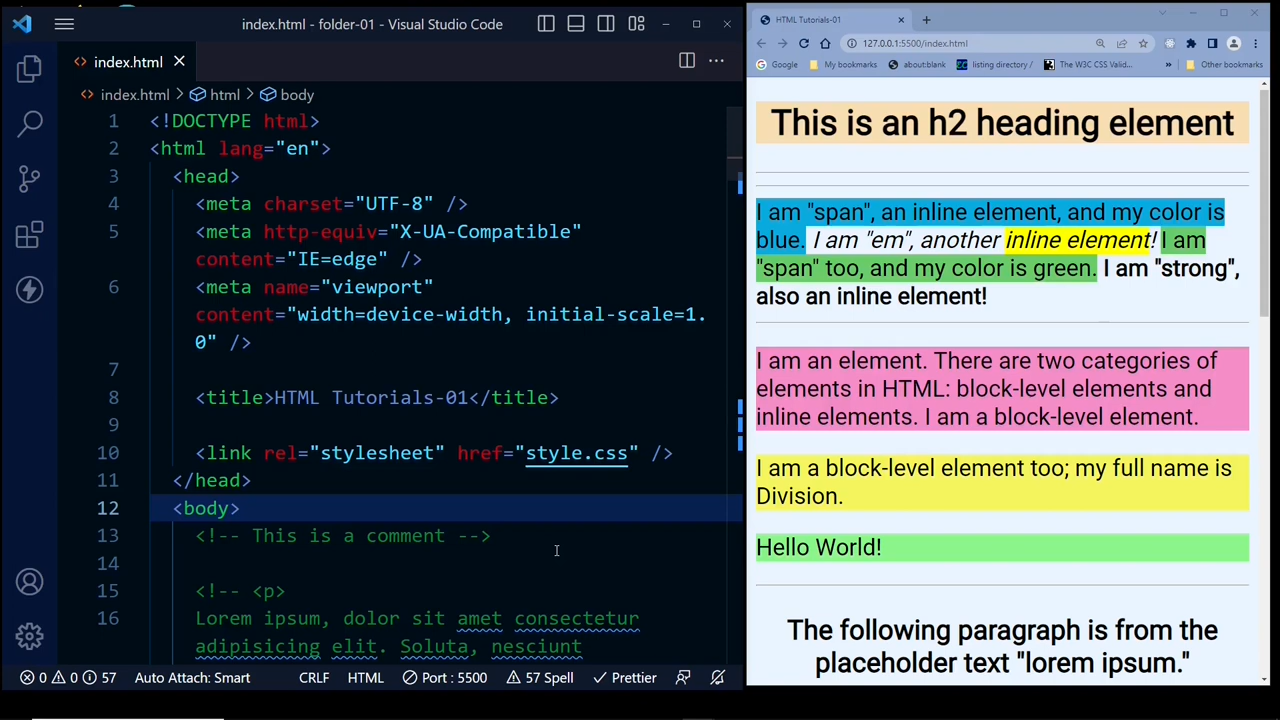 index.html - folder-01 - Visual Studio Code
index.html
index.html > html > body
1 <!DOCTYPE html>
2 <html lang="en">
3 <head>
4 <meta charset="UTF-8" />
5 <meta http-equiv="X-UA-Compatible"
content="IE=edge" />
6 <meta name="viewport"
content="width=device-width, initial-scale=1.
0" />
7
8 <title>HTML Tutorials-01</title>
9
10 <link rel="stylesheet" href="style.css" />
11 </head>
12 <body>
13 <!-- This is a comment -->
14
15 <!-- <p>
16 Lorem ipsum, dolor sit amet consectetur
adipisicing elit. Soluta, nesciunt
0 0 57 Auto Attach: Smart CRLF HTML Port : 5500 57 Spell Prettier
HTML Tutorials-01
127.0.0.1:5500/index.html
Google My bookmarks about:blank listing directory / The W3C CSS Valid... » Other bookmarks
This is an h2 heading element
I am "span", an inline element, and my color is
blue. I am "em", another inline element! I am
"span" too, and my color is green. I am "strong",
also an inline element!
I am an element. There are two categories of
elements in HTML: block-level elements and
inline elements. I am a block-level element.
I am a block-level element too; my full name is
Division.
Hello World!
The following paragraph is from the
placeholder text "lorem ipsum."